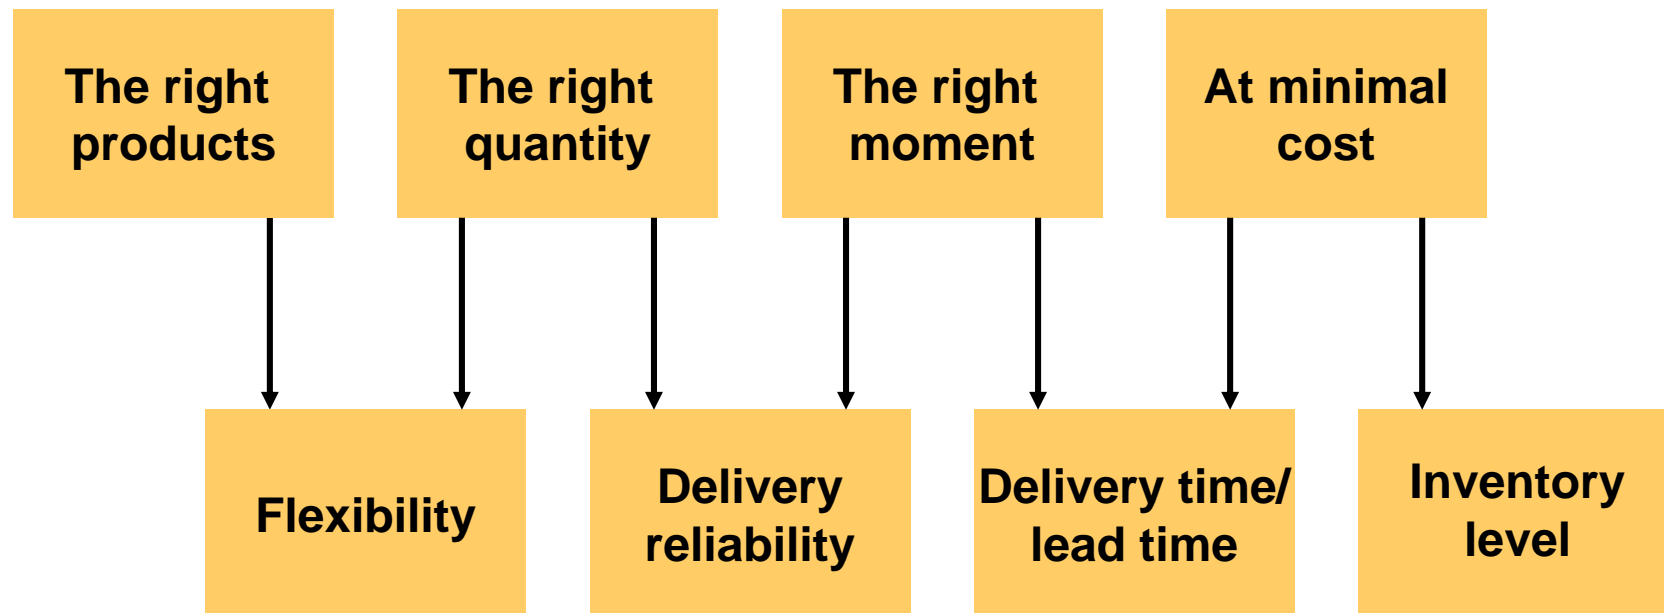 The right
products
The right
quantity
The right
moment
At minimal
cost
Flexibility
Delivery
reliability
Delivery time/
lead time
Inventory
level